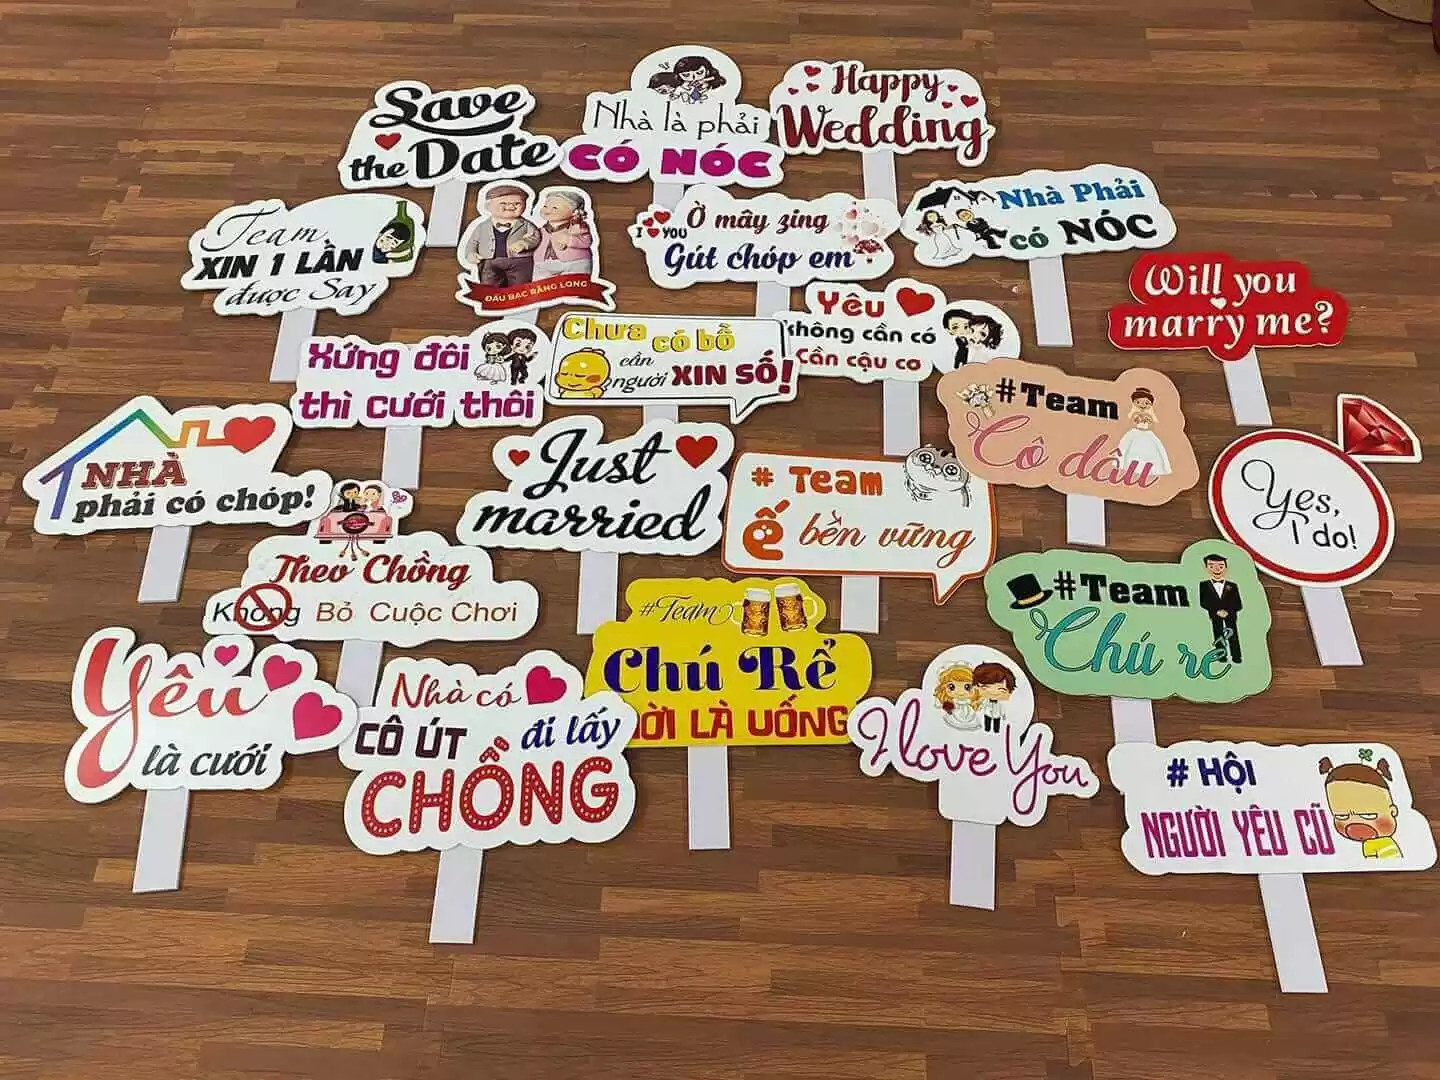 Save
the Date
Nhà là phải
CÓ NÓC
Happy
Wedding
Team
XIN 1 LẦN
được Say
ĐẦU BẠC RĂNG LONG
I ❤ YOU
Ờ mây zing
Gút chóp em
Nhà Phải
có NÓC
Will you
marry me?
Xứng đôi
thì cưới thôi
Chưa có bồ
cần
người XIN SỐ!
Yêu
không cần có
Cần cậu cơ
#Team
Cô dâu
NHÀ
phải có chóp!
Just
married
# Team
Ế bền vững
Yes,
I do!
Theo Chồng
Không Bỏ Cuộc Chơi
#Team
Chú Rể
LÀ UỐNG
#Team
Chú rể
Yêu
là cưới
Nhà có
CÔ ÚT đi lấy
CHỒNG
I love You
# HỘI
NGƯỜI YÊU CŨ